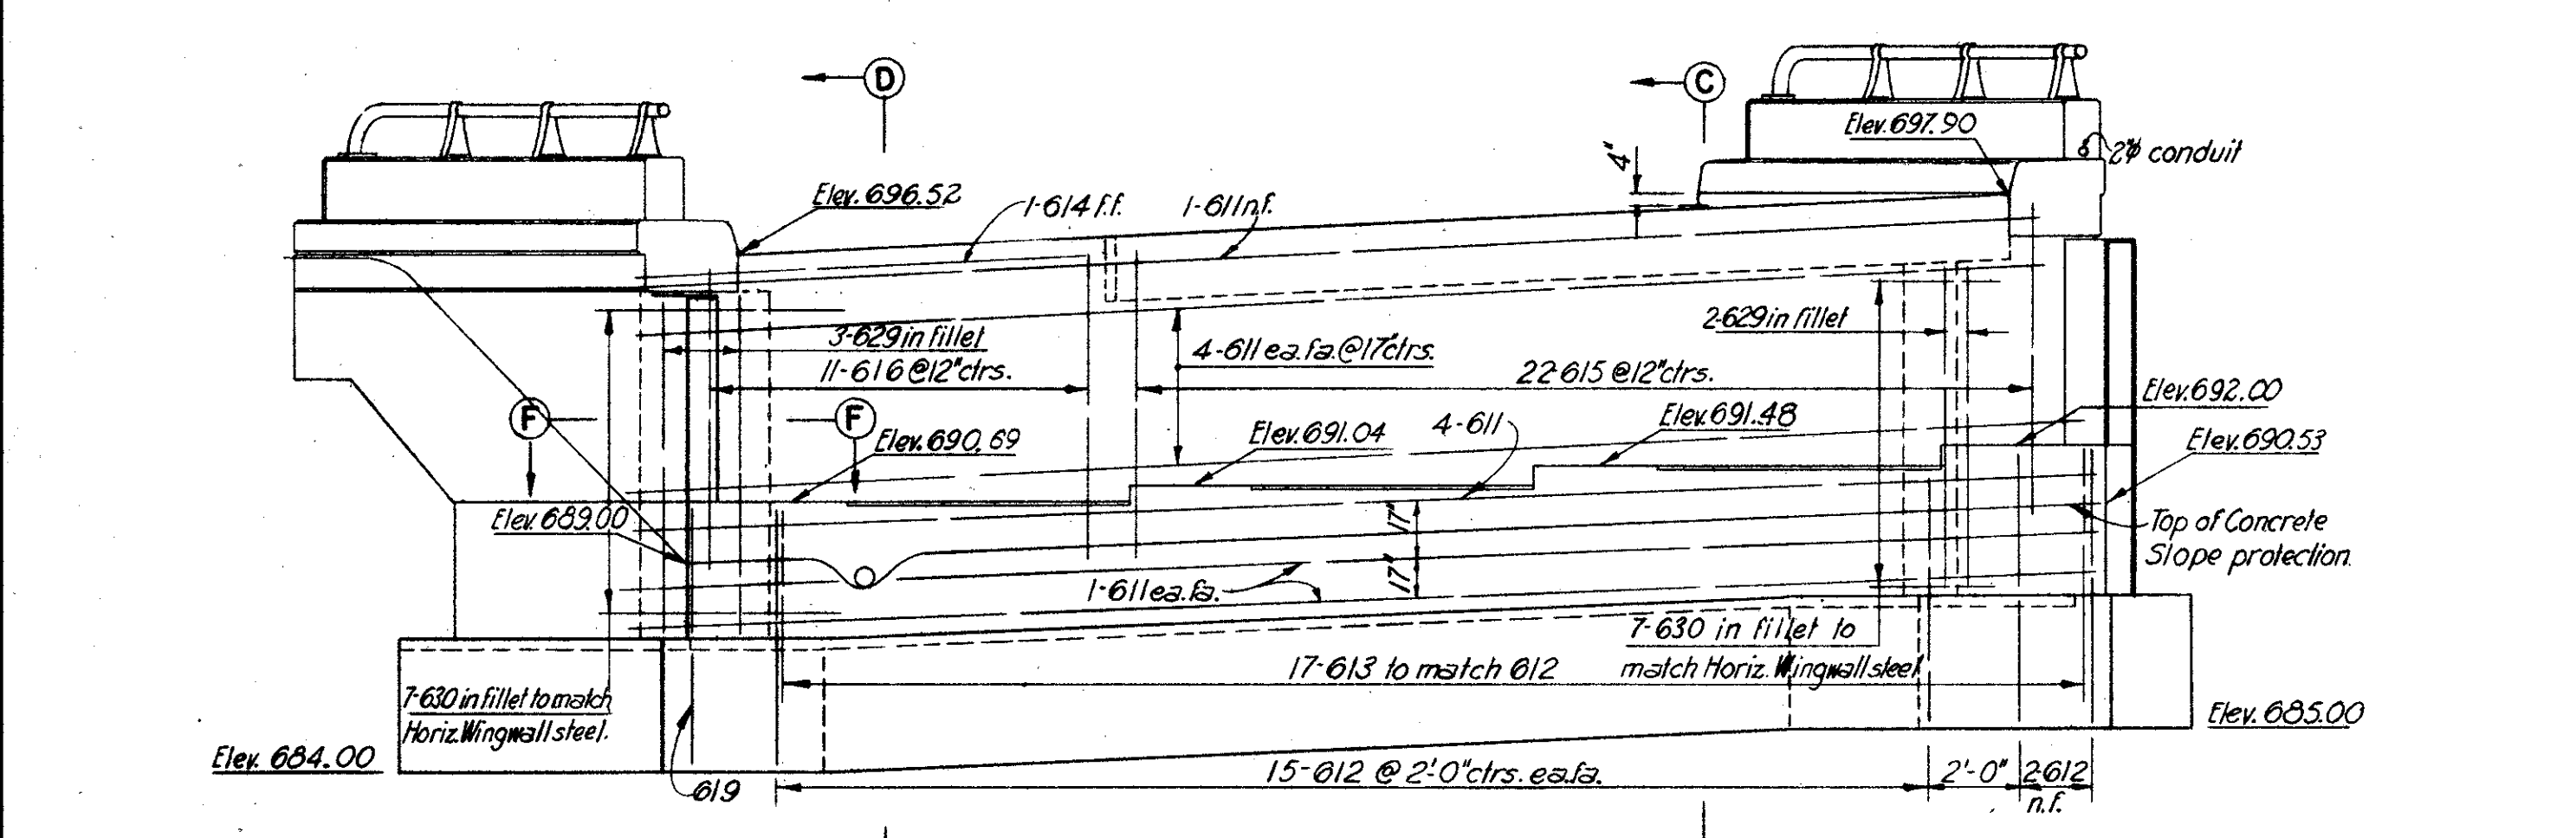 D
C
Elev. 697.90
4"
2"φ conduit
Elev. 696.52
1-614 f.f.
1-611 n.f.
3-629 in fillet
11-616 @ 12" ctrs.
4-611 ea. fa. @ 17" ctrs.
2-629 in fillet
22-615 @ 12" ctrs.
Elev. 692.00
F
F
Elev. 690.69
Elev. 691.04
4-611
Elev. 691.48
Elev. 690.53
Elev. 689.00
17"
17"
Top of Concrete
Slope protection.
1-611 ea. fa.
7-630 in fillet to
match Horiz. Wingwall steel
17-613 to match 612
7-630 in fillet to match
Horiz. Wingwall steel.
Elev. 685.00
Elev. 684.00
619
15-612 @ 2'-0" ctrs. ea. fa.
2'-0"
2-612
n.f.